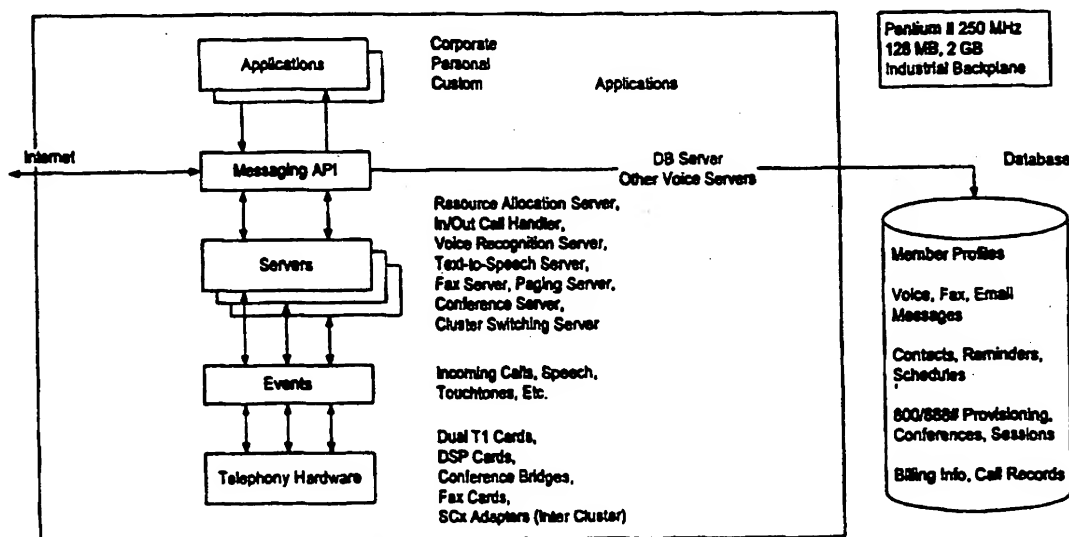 Applications
Corporate
Personal
Custom
Applications
Pentium II 250 MHz
128 MB, 2 GB
Industrial Backplane
Internet
Messaging API
DB Server
Other Voice Servers
Database
Resource Allocation Server,
In/Out Call Handler,
Voice Recognition Server,
Text-to-Speech Server,
Fax Server, Paging Server,
Conference Server,
Cluster Switching Server
Servers
Member Profiles
Voice, Fax, Email
Messages
Contacts, Reminders,
Schedules
800/888# Provisioning,
Conferences, Sessions
Billing Info, Call Records
Events
Incoming Calls, Speech,
Touchtones, Etc.
Telephony Hardware
Dual T1 Cards,
DSP Cards,
Conference Bridges,
Fax Cards,
SCx Adapters (Inter Cluster)